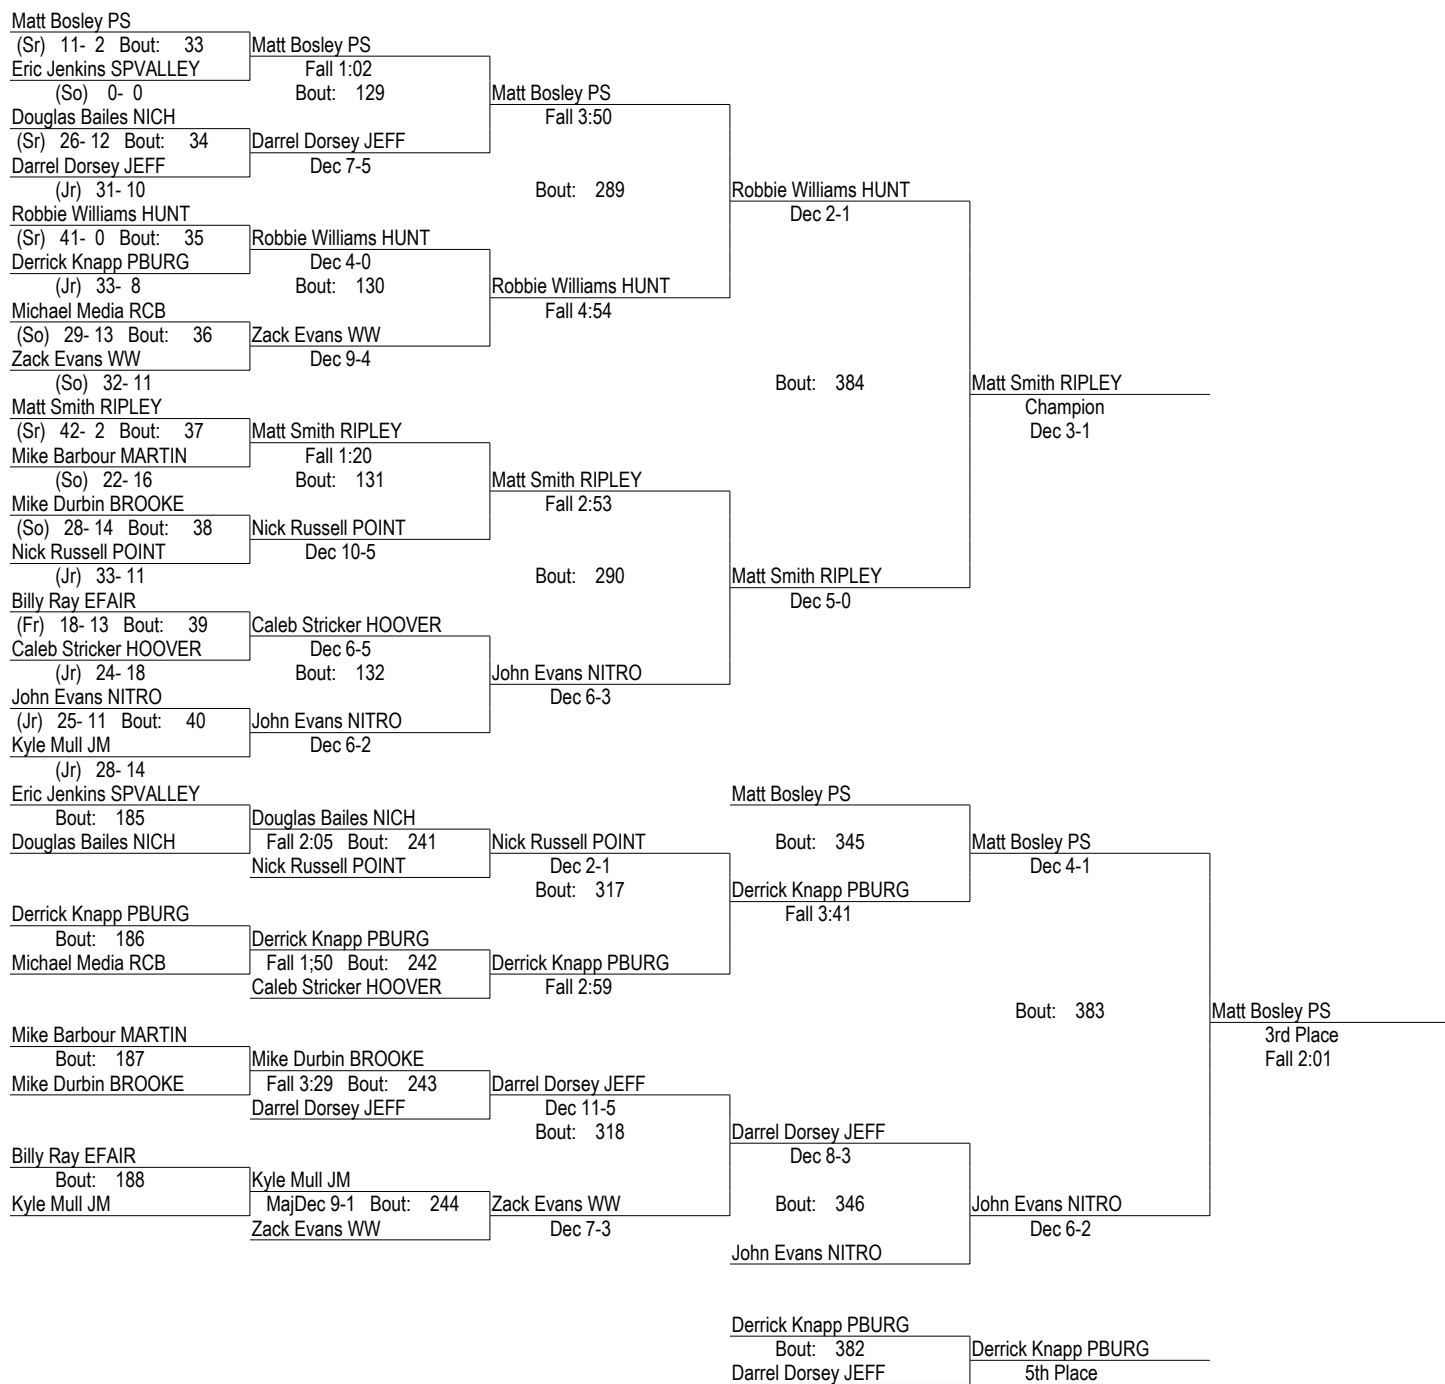 Matt Bosley PS
(Sr) 11- 2 Bout: 33 Matt Bosley PS
Eric Jenkins SPVALLEY Fall 1:02
(So) 0- 0 Bout: 129 Matt Bosley PS
Douglas Bailes NICH Fall 3:50
(Sr) 26- 12 Bout: 34 Darrel Dorsey JEFF
Darrel Dorsey JEFF Dec 7-5
(Jr) 31- 10 Bout: 289 Robbie Williams HUNT
Robbie Williams HUNT Dec 2-1
(Sr) 41- 0 Bout: 35 Robbie Williams HUNT
Derrick Knapp PBURG Dec 4-0
(Jr) 33- 8 Bout: 130 Robbie Williams HUNT
Michael Media RCB Fall 4:54
(So) 29- 13 Bout: 36 Zack Evans WW
Zack Evans WW Dec 9-4
(So) 32- 11 Bout: 384 Matt Smith RIPLEY
Matt Smith RIPLEY Champion
(Sr) 42- 2 Bout: 37 Matt Smith RIPLEY Dec 3-1
Mike Barbour MARTIN Fall 1:20
(So) 22- 16 Bout: 131 Matt Smith RIPLEY
Mike Durbin BROOKE Fall 2:53
(So) 28- 14 Bout: 38 Nick Russell POINT
Nick Russell POINT Dec 10-5
(Jr) 33- 11 Bout: 290 Matt Smith RIPLEY
Billy Ray EFAIR Dec 5-0
(Fr) 18- 13 Bout: 39 Caleb Stricker HOOVER
Caleb Stricker HOOVER Dec 6-5
(Jr) 24- 18 Bout: 132 John Evans NITRO
John Evans NITRO Dec 6-3
(Jr) 25- 11 Bout: 40 John Evans NITRO
Kyle Mull JM Dec 6-2
(Jr) 28- 14
Eric Jenkins SPVALLEY Matt Bosley PS
Bout: 185 Douglas Bailes NICH
Douglas Bailes NICH Fall 2:05 Bout: 241 Nick Russell POINT Bout: 345 Matt Bosley PS
Nick Russell POINT Dec 2-1 Dec 4-1
Bout: 317 Derrick Knapp PBURG
Derrick Knapp PBURG Fall 3:41
Bout: 186 Derrick Knapp PBURG
Michael Media RCB Fall 1;50 Bout: 242 Derrick Knapp PBURG
Caleb Stricker HOOVER Fall 2:59
Bout: 383 Matt Bosley PS
Mike Barbour MARTIN 3rd Place
Bout: 187 Mike Durbin BROOKE Fall 2:01
Mike Durbin BROOKE Fall 3:29 Bout: 243 Darrel Dorsey JEFF
Darrel Dorsey JEFF Dec 11-5
Bout: 318 Darrel Dorsey JEFF
Billy Ray EFAIR Dec 8-3
Bout: 188 Kyle Mull JM
Kyle Mull JM MajDec 9-1 Bout: 244 Zack Evans WW Bout: 346 John Evans NITRO
Zack Evans WW Dec 7-3 Dec 6-2
John Evans NITRO
Derrick Knapp PBURG
Bout: 382 Derrick Knapp PBURG
Darrel Dorsey JEFF 5th Place